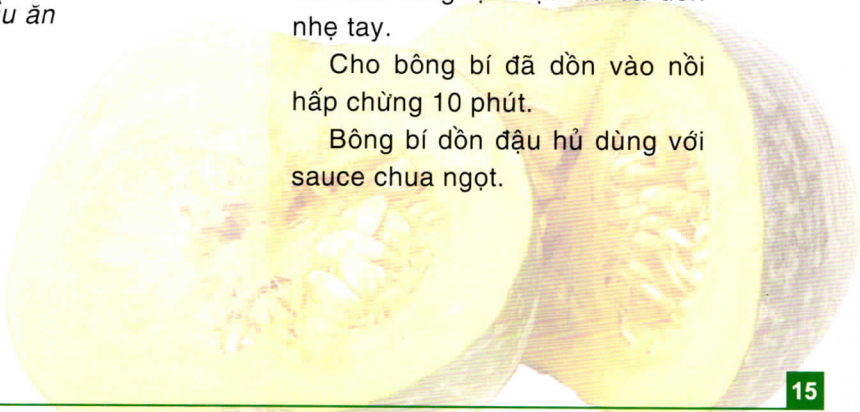 ăn
nhẹ tay.
Cho bông bí đã dồn vào nồi
hấp chừng 10 phút.
Bông bí dồn đậu hủ dùng với
sauce chua ngọt.
15